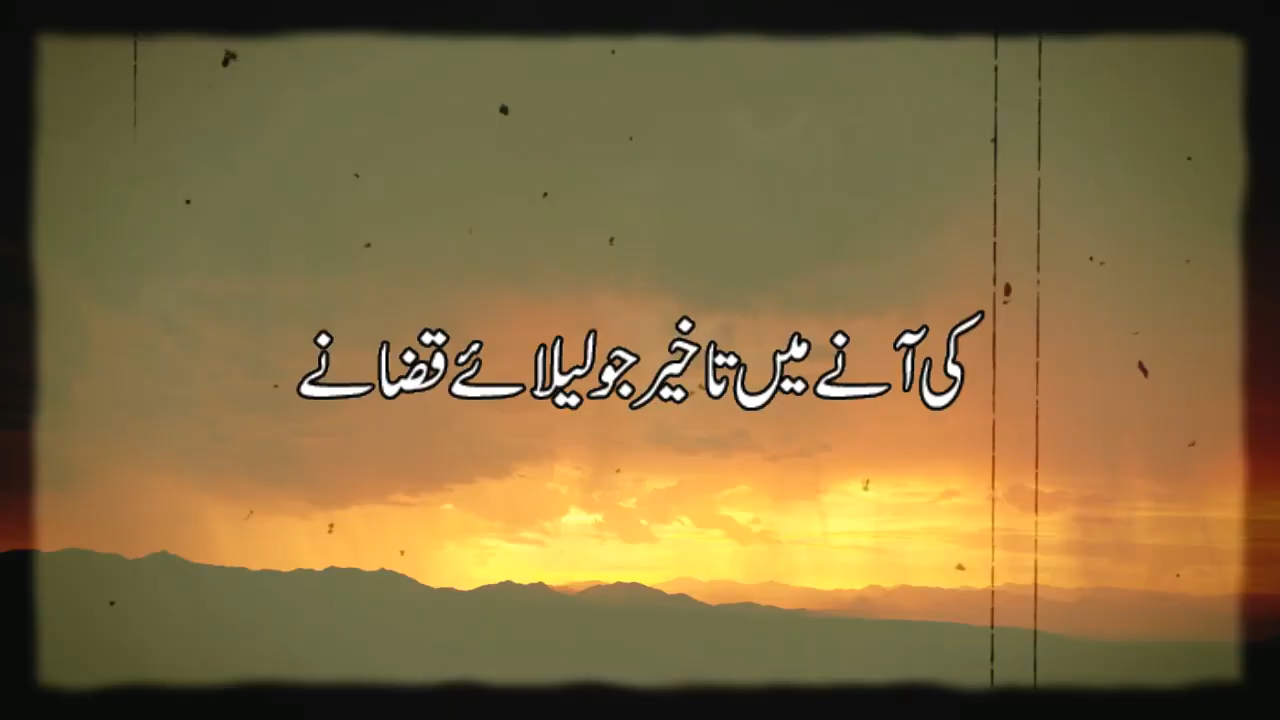 کی آنے میں تاخیر جو لیلائے قضا نے